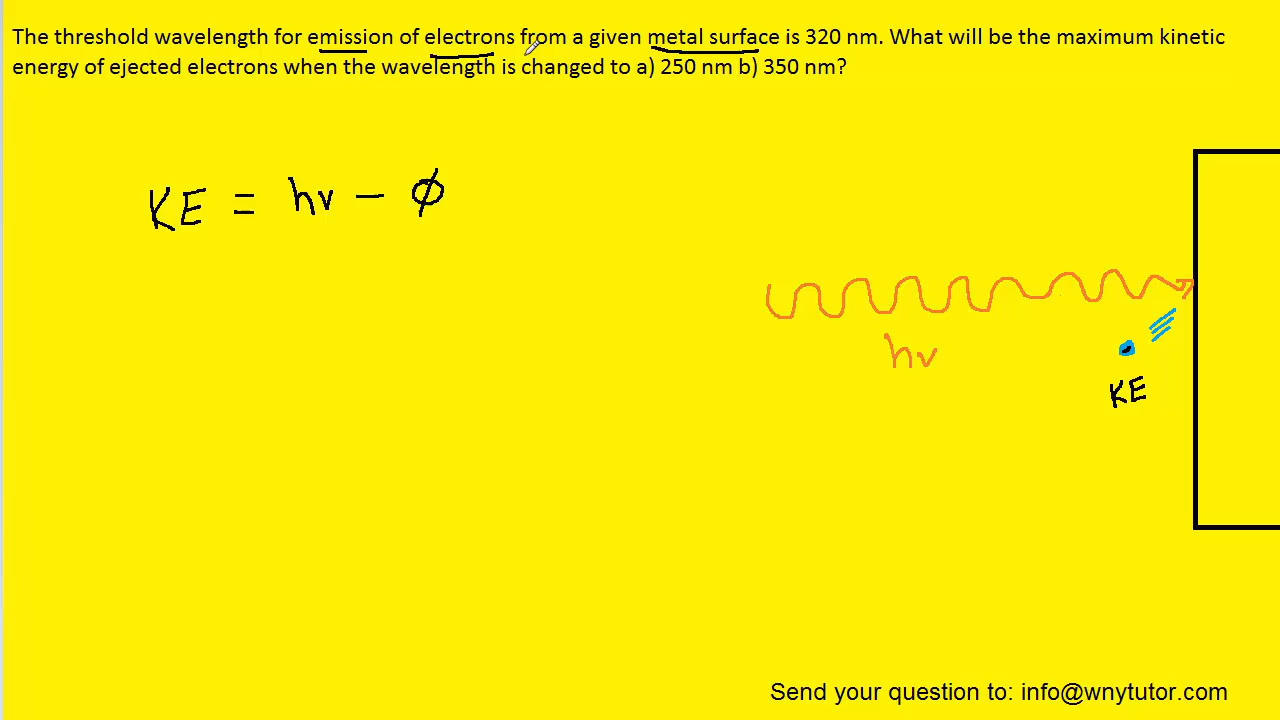 The threshold wavelength for emission of electrons from a given metal surface is 320 nm. What will be the maximum kinetic
energy of ejected electrons when the wavelength is changed to a) 250 nm b) 350 nm?
KE = hν - ϕ
hν
KE
Send your question to: info@wnytutor.com